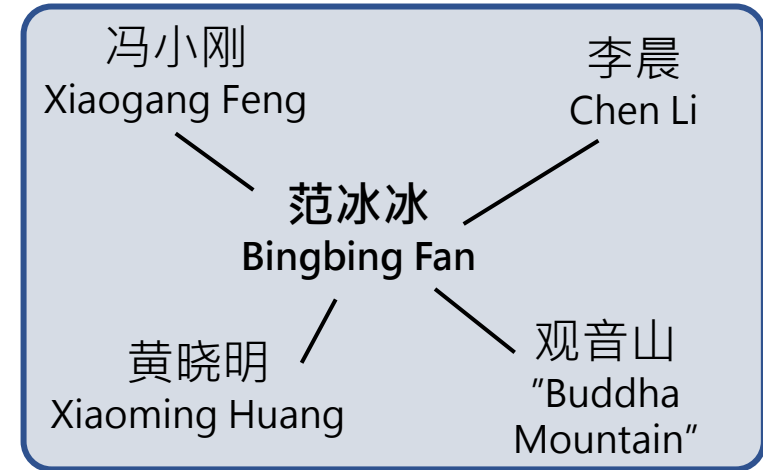 冯小刚
Xiaogang Feng
李晨
Chen Li
范冰冰
Bingbing Fan
黄晓明
Xiaoming Huang
观音山
"Buddha
Mountain"